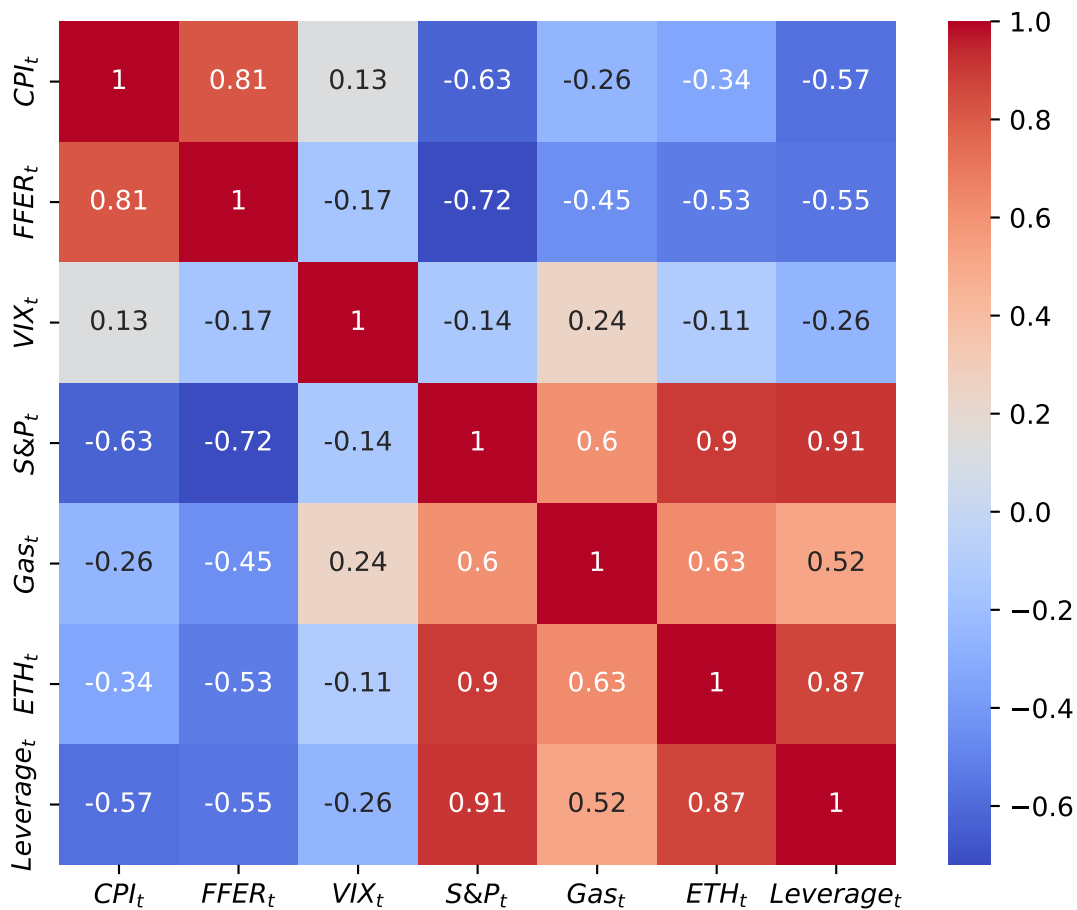 CPI_t 1 0.81 0.13 -0.63 -0.26 -0.34 -0.57
FFER_t 0.81 1 -0.17 -0.72 -0.45 -0.53 -0.55
VIX_t 0.13 -0.17 1 -0.14 0.24 -0.11 -0.26
S&P_t -0.63 -0.72 -0.14 1 0.6 0.9 0.91
Gas_t -0.26 -0.45 0.24 0.6 1 0.63 0.52
ETH_t -0.34 -0.53 -0.11 0.9 0.63 1 0.87
Leverage_t -0.57 -0.55 -0.26 0.91 0.52 0.87 1
CPI_t FFER_t VIX_t S&P_t Gas_t ETH_t Leverage_t
1.0
0.8
0.6
0.4
0.2
0.0
−0.2
−0.4
−0.6